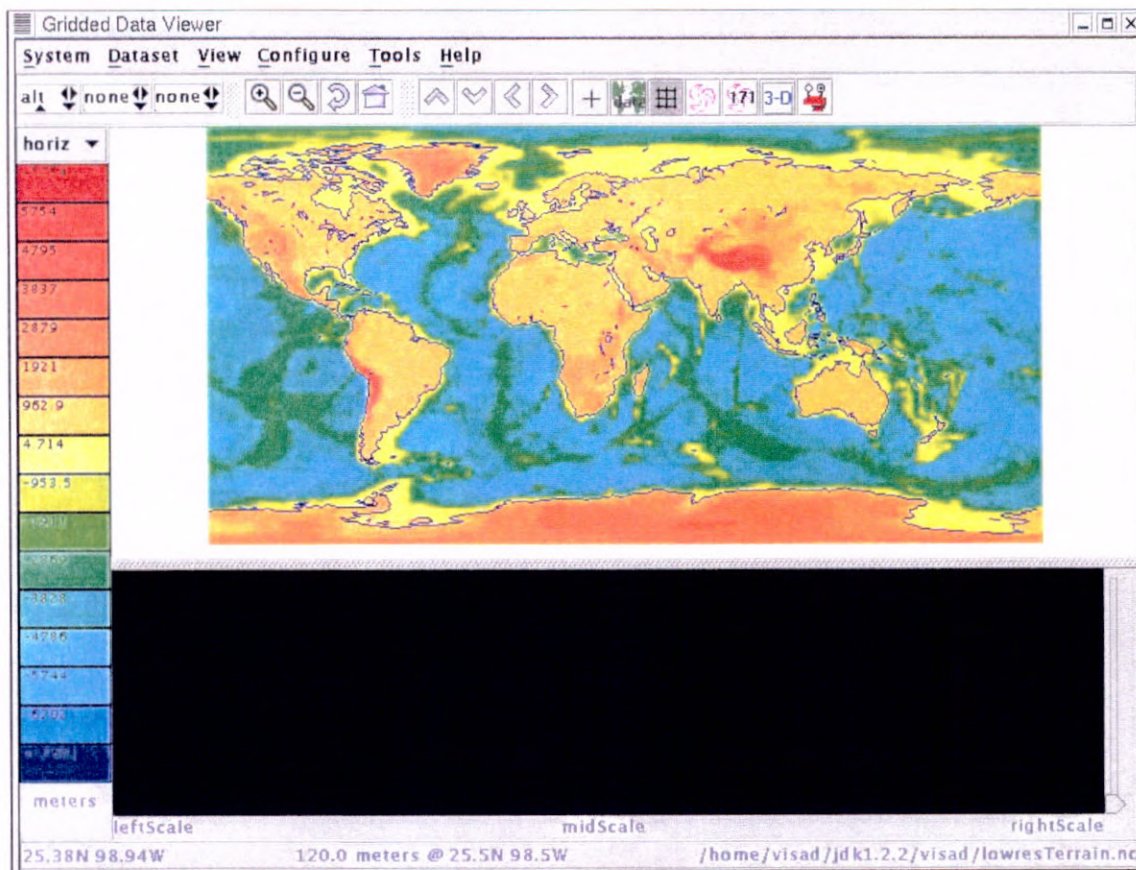 Gridded Data Viewer
System Dataset View Configure Tools Help
alt none none data 171 3-D
horiz
5754
4795
3837
2879
1921
962.9
4.714
-953.5
-3828
-4786
-5744
meters
leftScale midScale rightScale
25.38N 98.94W 120.0 meters @ 25.5N 98.5W /home/visad/jdk1.2.2/visad/lowresTerrain.nc